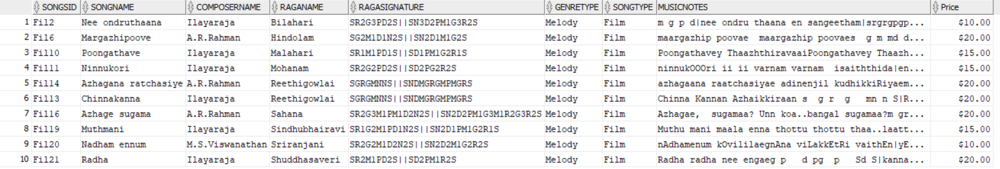 SONGSID SONGNAME COMPOSERNAME RAGANAME RAGASIGNATURE GENRETYPE SONGTYPE MUSICNOTES Price
1 Fil2 Nee ondruthaana Ilayaraja Bilahari SR2G3PD2S||SN3D2PM1G3R2S Melody Film m g p d|nee ondru thaana en sangeetham|srgrgpgp... $10.00
2 Fil6 Margazhipoove A.R.Rahman Hindolam SG2M1D1N2S||SN2D1M1G2S Melody Film maargazhip poovae maargazhip poovaes g m md d... $20.00
3 Fil10 Poongathave Ilayaraja Malahari SR1M1PD1S||SD1PM1G2R1S Melody Film Poongathavey ThaazhthiravaaiPoongathavey Thaazh... $15.00
4 Fil11 Ninnukori Ilayaraja Mohanam SR2G2PD2S||SD2PG2R2S Melody Film ninnukOOOri ii ii varnam varnam isaiththida|en... $15.00
5 Fil14 Azhagana ratchasiye A.R.Rahman Reethigowlai SGRGMNNS||SNDMGRGMPMGRS Melody Film azhagaana raatchasiyae adinenjil kudhikkiRiyaem... $20.00
6 Fil13 Chinnakanna Ilayaraja Reethigowlai SGRGMNNS||SNDMGRGMPMGRS Melody Film Chinna Kannan Azhaikkiraan s g r g mn n S|R... $20.00
7 Fil16 Azhage sugama A.R.Rahman Sahana SR2G3M1PM1D2N2S||SN2D2PM1G3M1R2G3R2S Melody Film Azhagae, sugamaa? Unn koa..bangal sugamaa?m gr... $20.00
8 Fil19 Muthmani Ilayaraja Sindhubhairavi SR1G2M1PD1N2S||SN2D1PM1G2R1S Melody Film Muthu mani maala enna thottu thottu thaa..laatt... $15.00
9 Fil20 Nadham ennum M.S.Viswanathan Sriranjani SR2G2M1D2N2S||SN2D2M1G2R2S Melody Film nAdhamenum kOvililaegnAna viLakkEtRi vaithEn|yE... $10.00
10 Fil21 Radha Ilayaraja Shuddhasaveri SR2M1PD2S||SD2PM1R2S Melody Film Radha radha nee engaeg p d pg p Sd S|kanna... $20.00